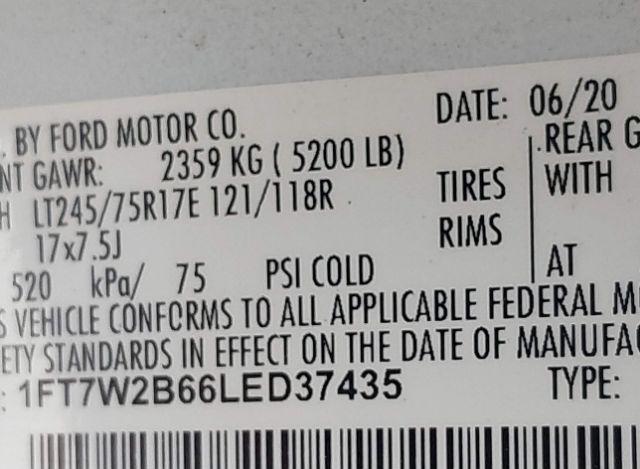 . BY FORD MOTOR CO. DATE: 06/20
NT GAWR: 2359 KG ( 5200 LB) REAR G
H LT245/75R17E 121/118R TIRES WITH
17x7.5J RIMS
520 kPa/ 75 PSI COLD AT
S VEHICLE CONFORMS TO ALL APPLICABLE FEDERAL M
ETY STANDARDS IN EFFECT ON THE DATE OF MANUFA
: 1FT7W2B66LED37435 TYPE: